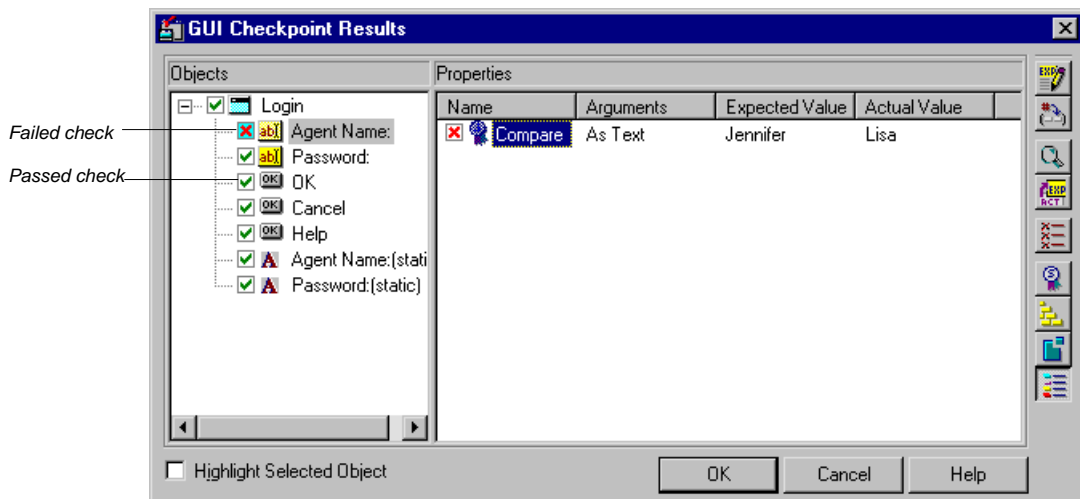 GUI Checkpoint Results
Objects
Properties
Failed check
Passed check
Login
Agent Name:
Password:
OK
Cancel
Help
Agent Name:(stati
Password:(static)
Name Arguments Expected Value Actual Value
Compare As Text Jennifer Lisa
Highlight Selected Object
OK Cancel Help